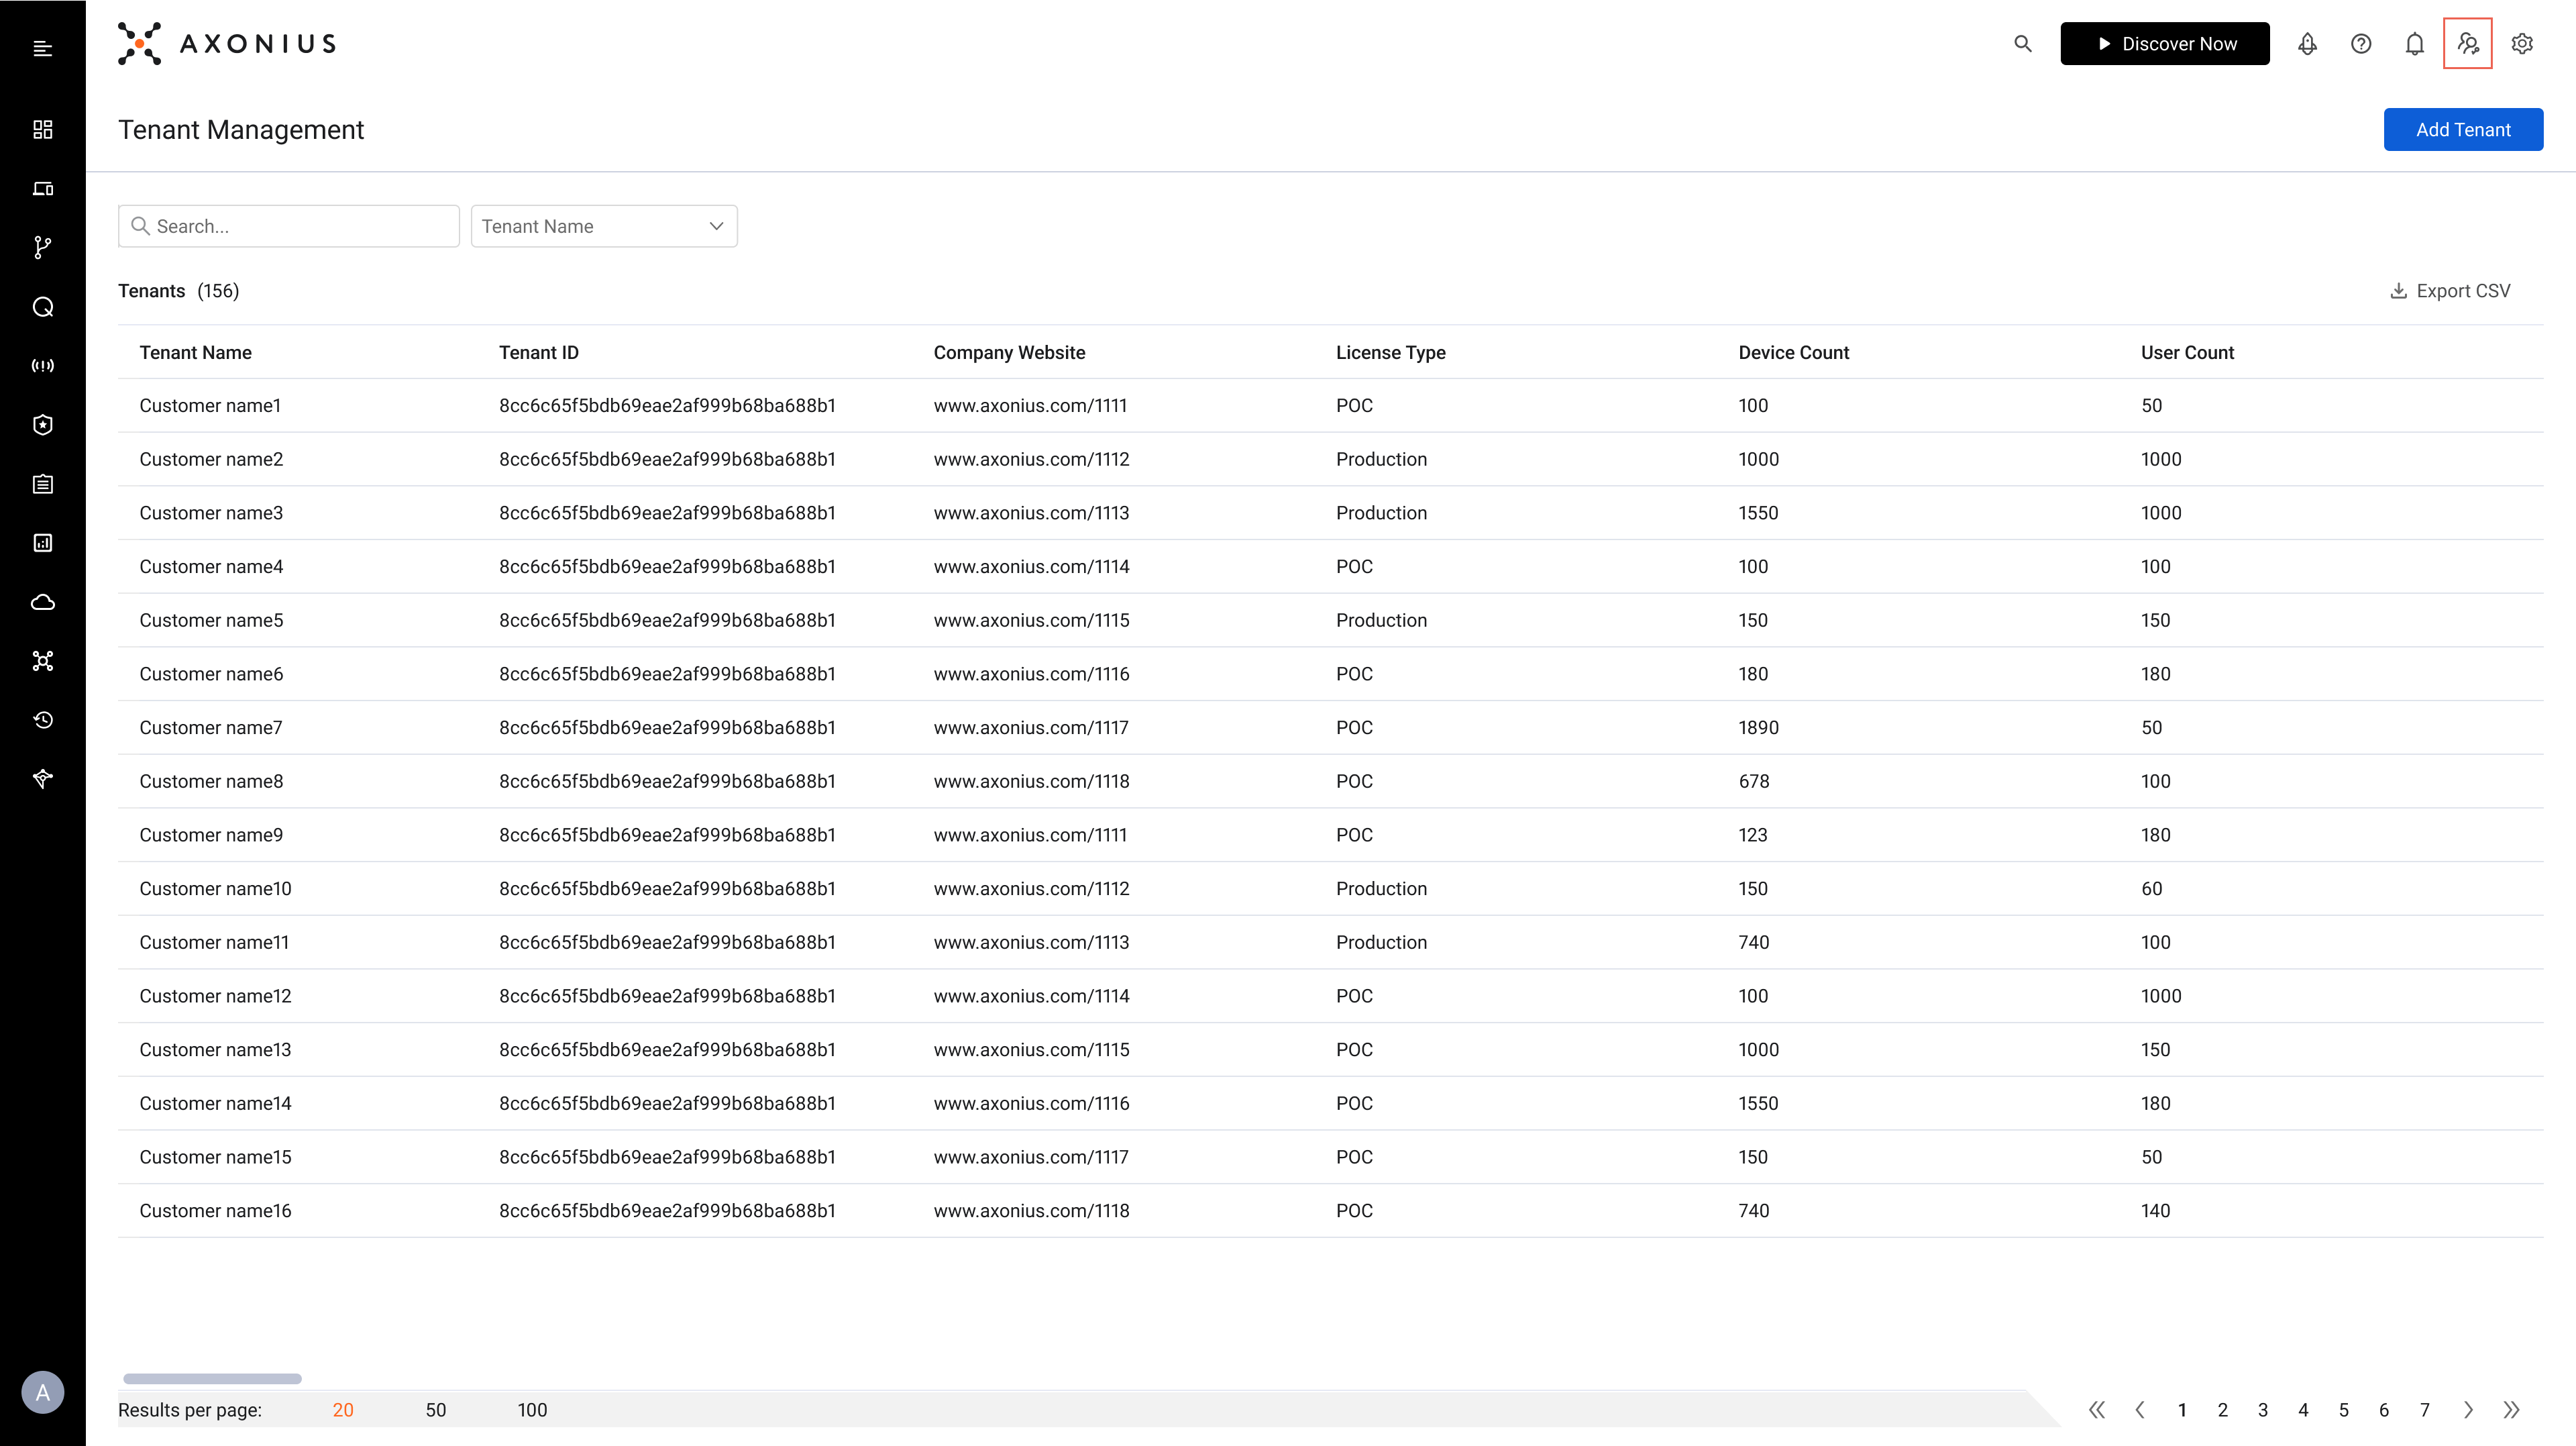 AXONIUS
Discover Now
Tenant Management
Add Tenant
Search...
Tenant Name
Tenants (156)
Export CSV
Tenant Name Tenant ID Company Website License Type Device Count User Count
Customer name1 8cc6c65f5bdb69eae2af999b68ba688b1 www.axonius.com/1111 POC 100 50
Customer name2 8cc6c65f5bdb69eae2af999b68ba688b1 www.axonius.com/1112 Production 1000 1000
Customer name3 8cc6c65f5bdb69eae2af999b68ba688b1 www.axonius.com/1113 Production 1550 1000
Customer name4 8cc6c65f5bdb69eae2af999b68ba688b1 www.axonius.com/1114 POC 100 100
Customer name5 8cc6c65f5bdb69eae2af999b68ba688b1 www.axonius.com/1115 Production 150 150
Customer name6 8cc6c65f5bdb69eae2af999b68ba688b1 www.axonius.com/1116 POC 180 180
Customer name7 8cc6c65f5bdb69eae2af999b68ba688b1 www.axonius.com/1117 POC 1890 50
Customer name8 8cc6c65f5bdb69eae2af999b68ba688b1 www.axonius.com/1118 POC 678 100
Customer name9 8cc6c65f5bdb69eae2af999b68ba688b1 www.axonius.com/1111 POC 123 180
Customer name10 8cc6c65f5bdb69eae2af999b68ba688b1 www.axonius.com/1112 Production 150 60
Customer name11 8cc6c65f5bdb69eae2af999b68ba688b1 www.axonius.com/1113 Production 740 100
Customer name12 8cc6c65f5bdb69eae2af999b68ba688b1 www.axonius.com/1114 POC 100 1000
Customer name13 8cc6c65f5bdb69eae2af999b68ba688b1 www.axonius.com/1115 POC 1000 150
Customer name14 8cc6c65f5bdb69eae2af999b68ba688b1 www.axonius.com/1116 POC 1550 180
Customer name15 8cc6c65f5bdb69eae2af999b68ba688b1 www.axonius.com/1117 POC 150 50
Customer name16 8cc6c65f5bdb69eae2af999b68ba688b1 www.axonius.com/1118 POC 740 140
A
Results per page: 20 50 100
1 2 3 4 5 6 7